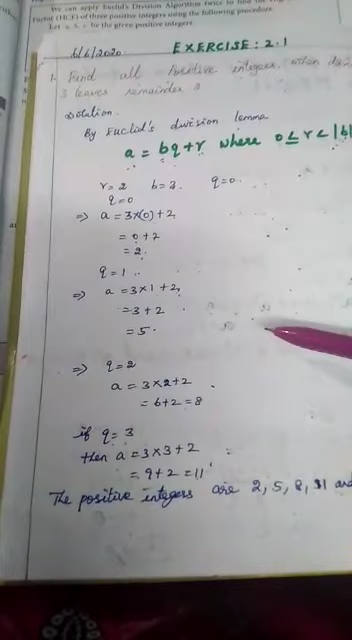 We can apply Euclid's Division Algorithm twice to find the
Factor (HCF) of three positive integers using the following procedure.
Let a, b, c be the given positive integers.
6/6/2020
EXERCISE: 2.1
1. Find all Positive integers, when
3 leaves remainder 2
Solution.
By Euclid's division lemma
a = bq + r where 0 ≤ r < |b|
r = 2 b = 3. q = 0.
q = 0
⇒ a = 3×(0) + 2
= 0 + 2
= 2.
q = 1 ..
⇒ a = 3×1 + 2,
= 3 + 2
= 5.
⇒ q = 2
a = 3×2+2
= 6+2 = 8
if q = 3
then a = 3×3+2
= 9+2 = 11
The positive integers are 2, 5, 8, 11 and